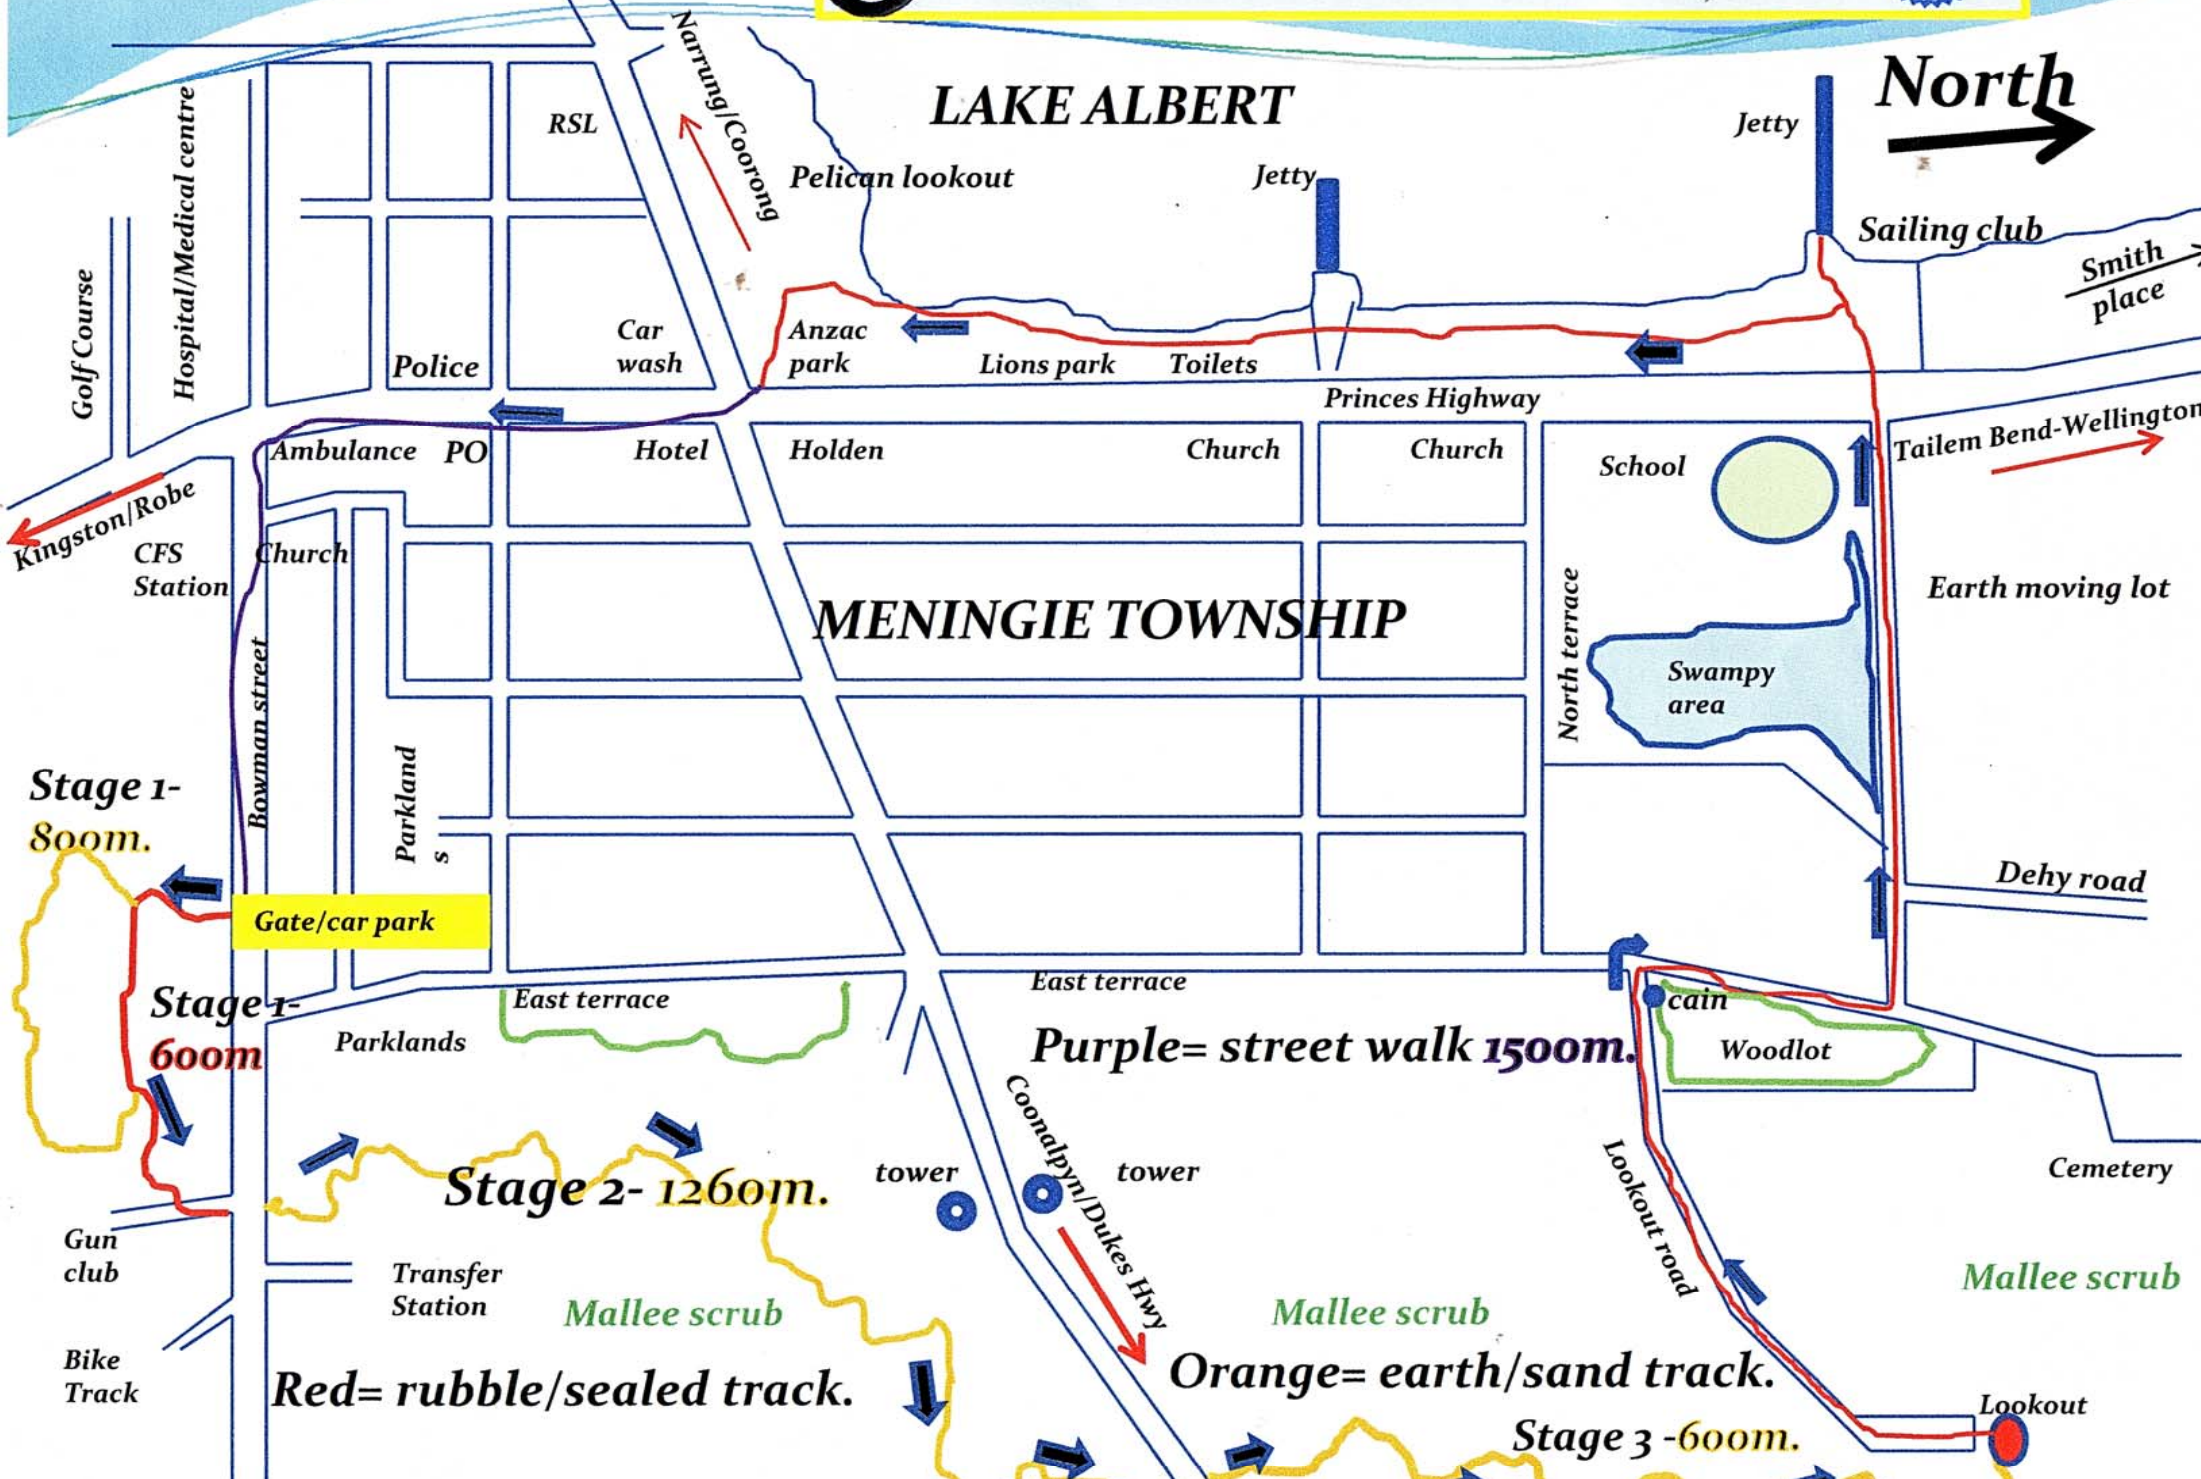 North
LAKE ALBERT
Narrung/Coorong
Jetty
RSL
Hospital/Medical centre
Pelican lookout
Jetty
Sailing club
Smith
place
Golf Course
Car
wash
Anzac
park
Police
Lions park
Toilets
Princes Highway
Tailem Bend-Wellington
Ambulance
PO
Hotel
Holden
Church
Church
School
Kingston/Robe
CFS
Station
Church
Earth moving lot
MENINGIE TOWNSHIP
North terrace
Swampy
area
Bowman street
Parkland
s
Stage 1-
800m.
Dehy road
Gate/car park
East terrace
East terrace
cain
Stage 1-
600m
Parklands
Purple= street walk 1500m.
Woodlot
Coonalpyn/Dukes Hwy
tower
tower
Cemetery
Stage 2- 1260m.
Lookout road
Gun
club
Transfer
Station
Mallee scrub
Mallee scrub
Mallee scrub
Bike
Track
Red= rubble/sealed track.
Orange= earth/sand track.
Lookout
Stage 3 -600m.